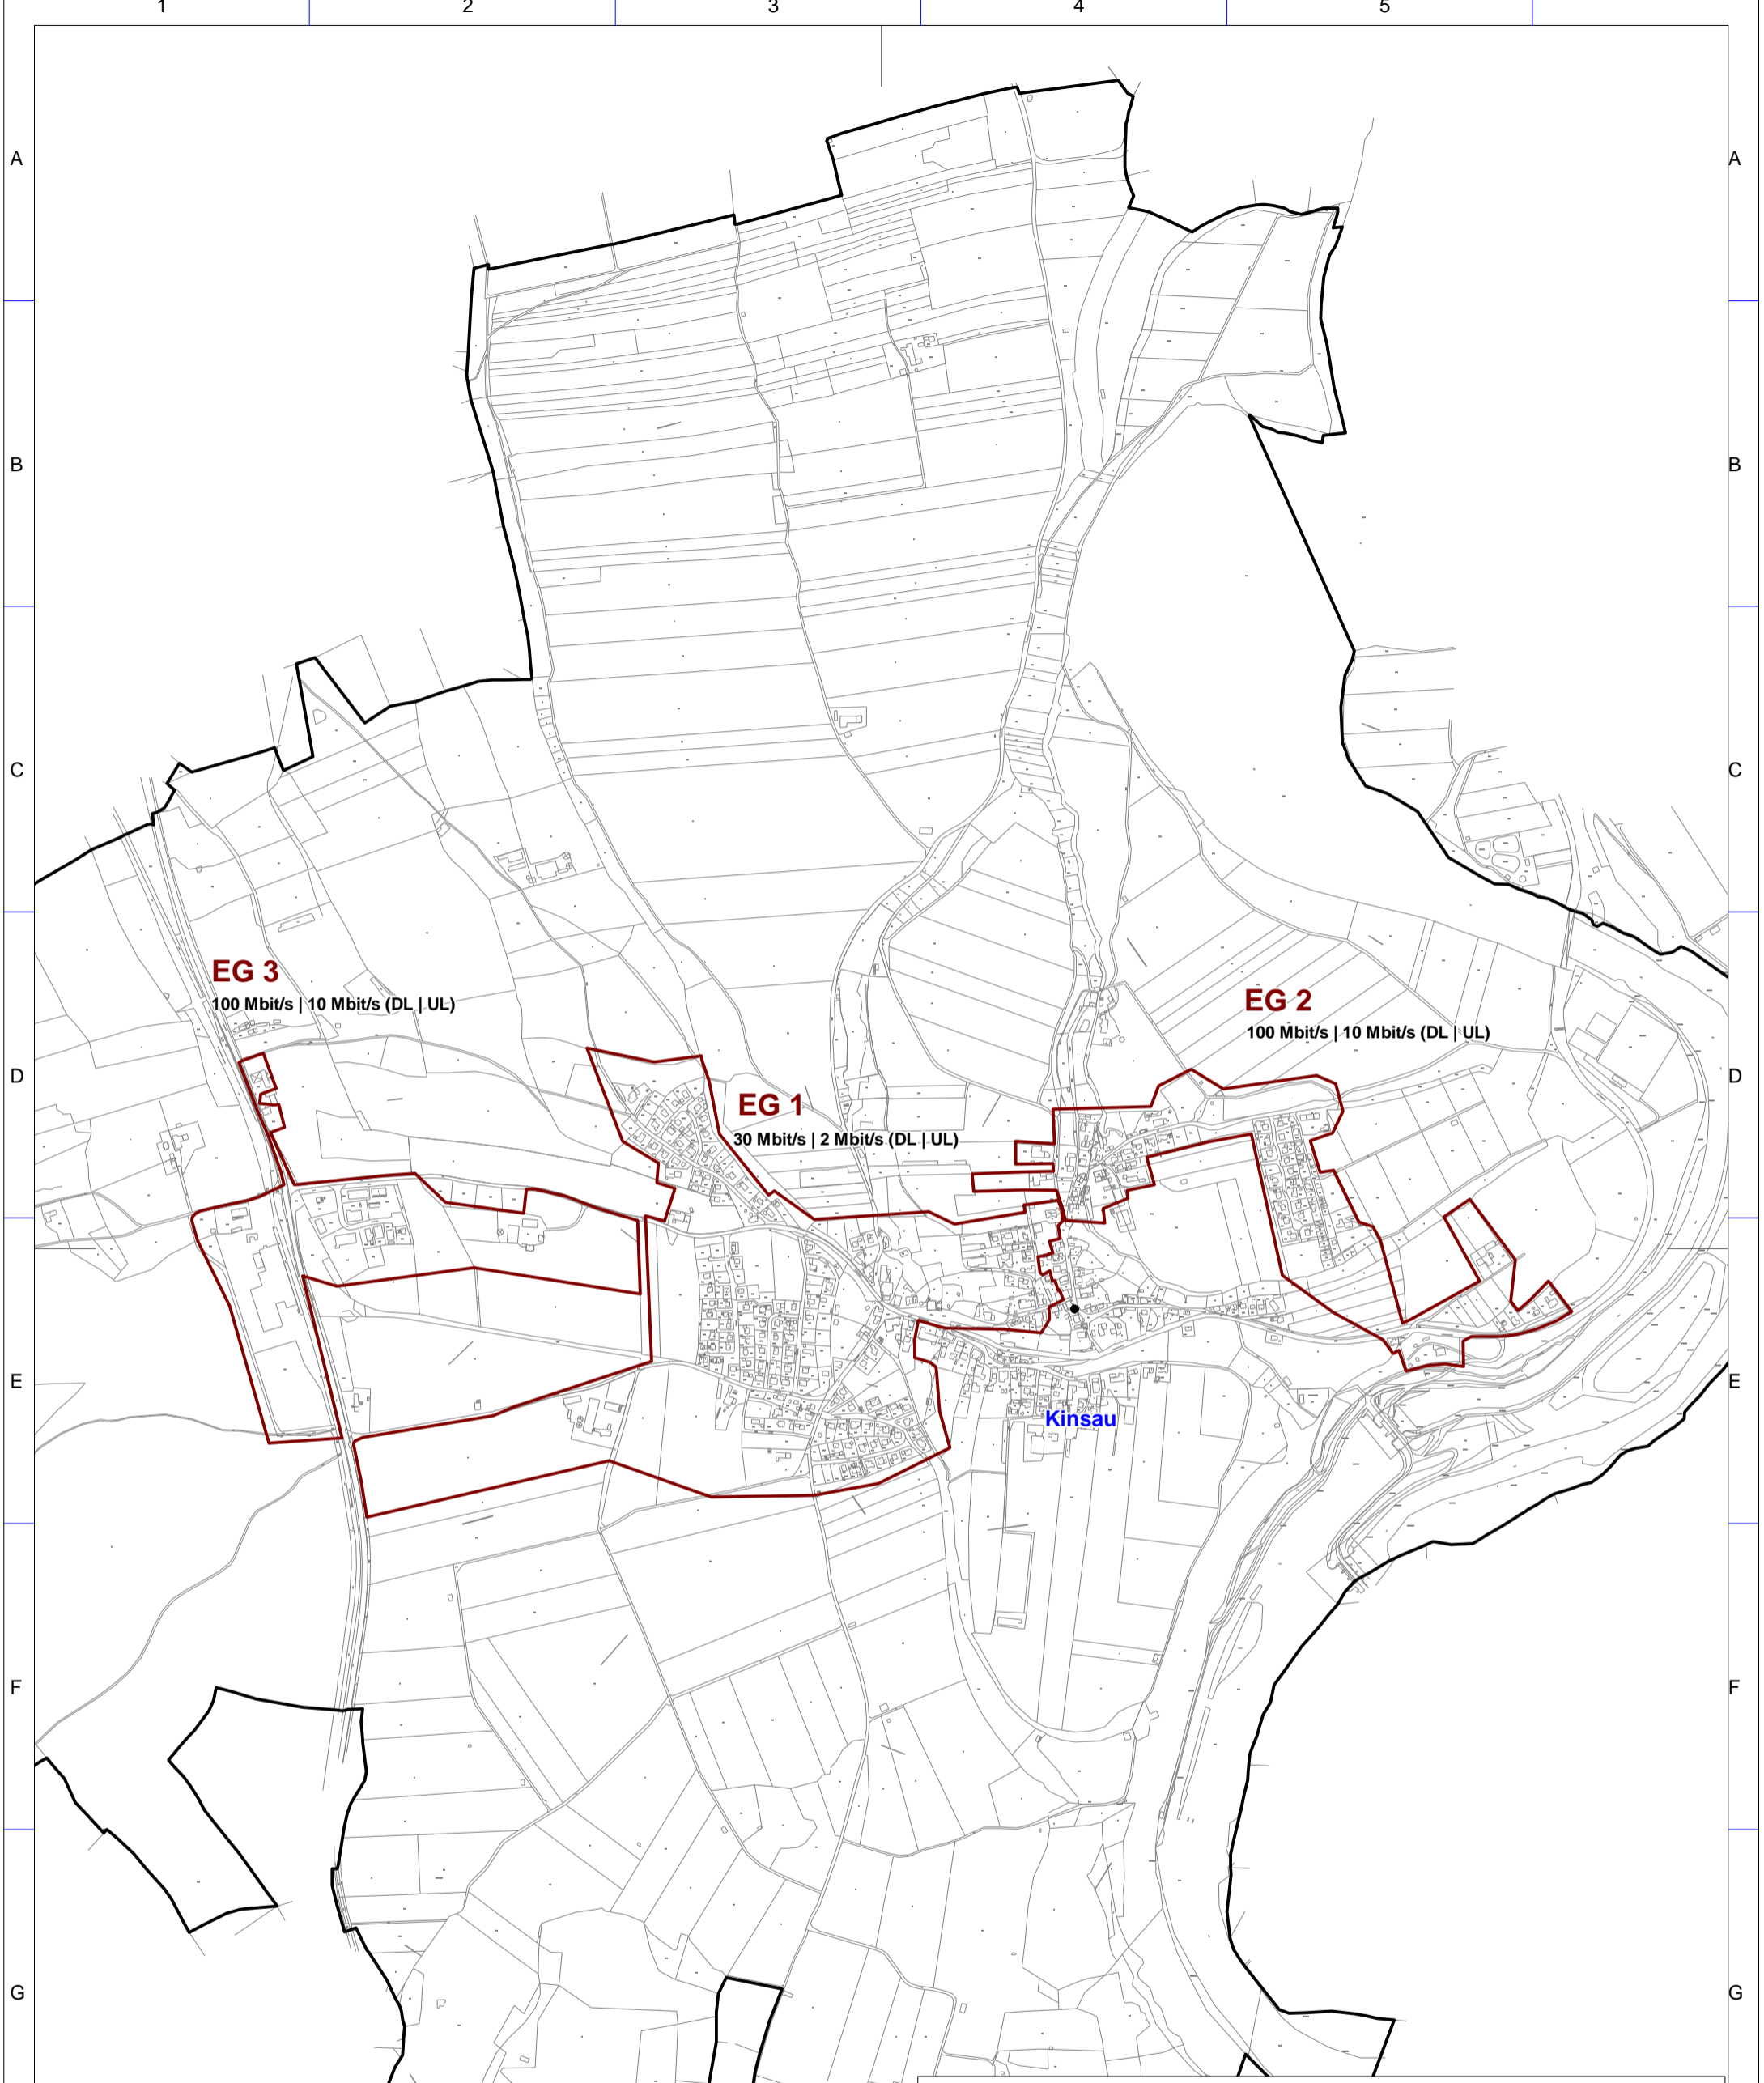 1 2 3 4 5
A A
B B
C C
EG 3
100 Mbit/s | 10 Mbit/s (DL | UL)
EG 2
100 Mbit/s | 10 Mbit/s (DL | UL)
D D
EG 1
30 Mbit/s | 2 Mbit/s (DL | UL)
E E
Kinsau
F F
G G